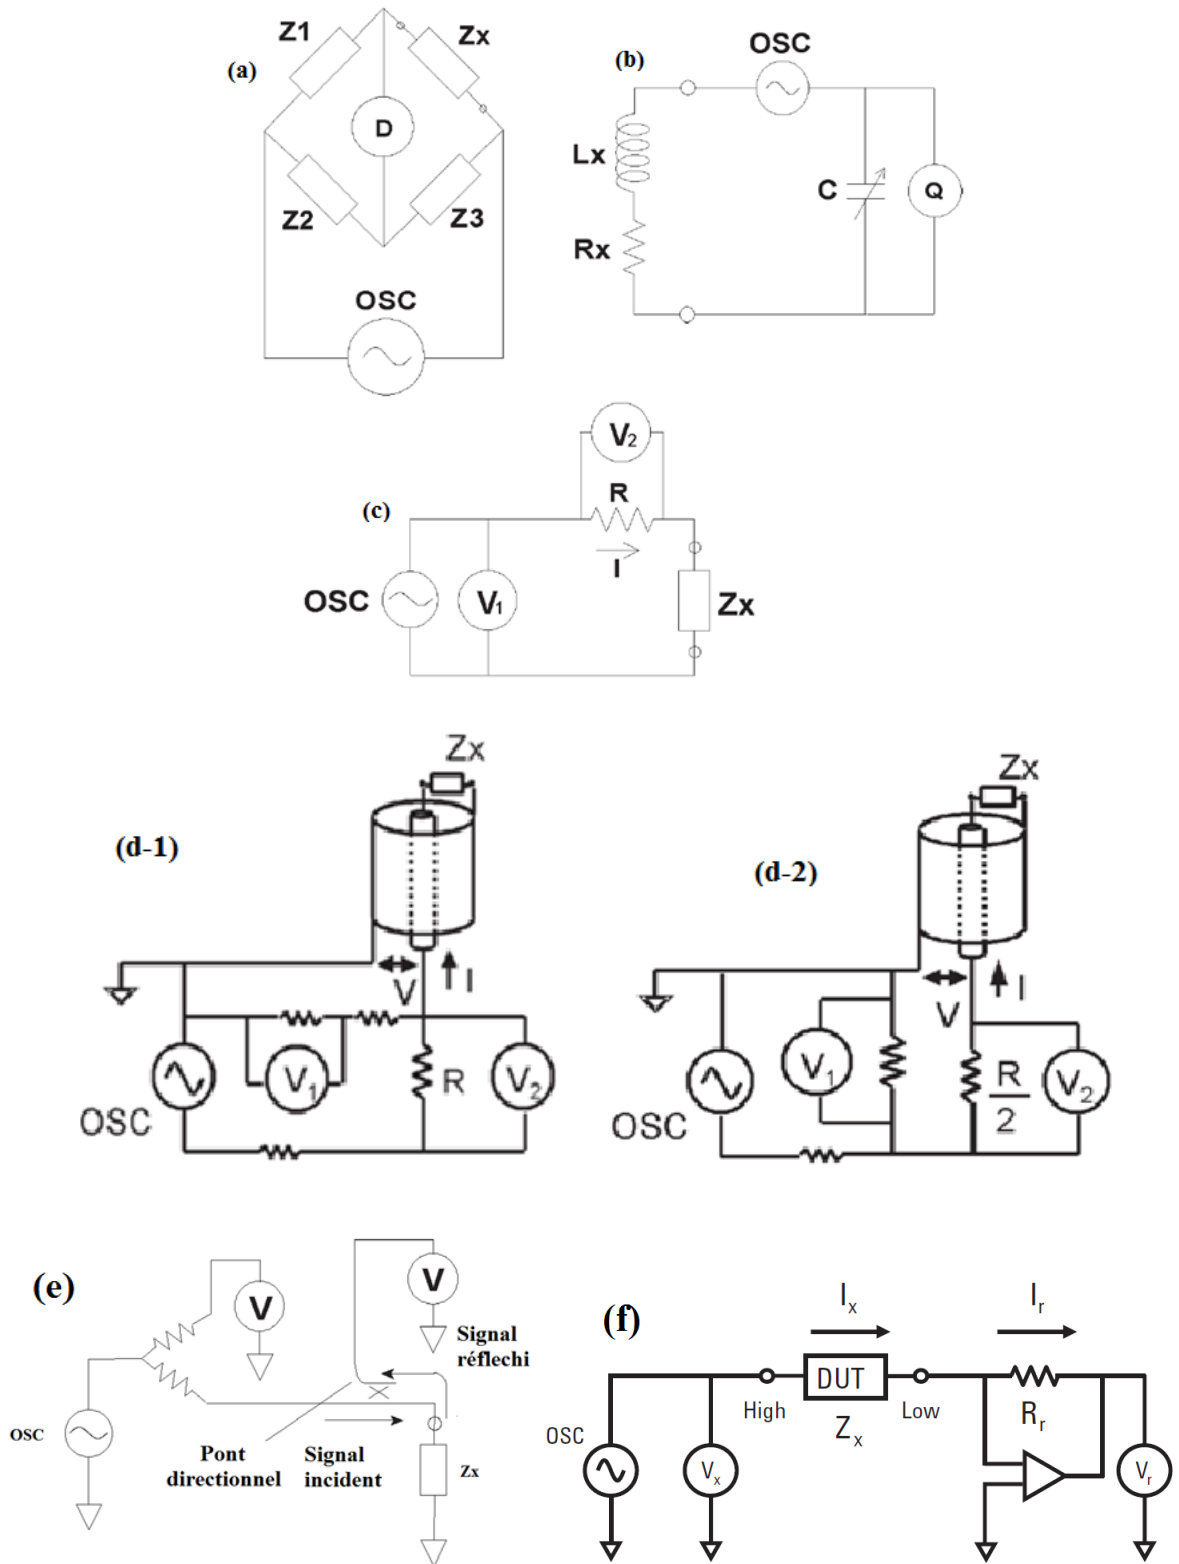 (a)
Z1
Zx
D
Z2
Z3
OSC
(b)
OSC
Lx
Rx
C
Q
(c)
V2
R
I
OSC
V1
Zx
(d-1)
Zx
V
I
V1
R
V2
OSC
(d-2)
Zx
V
I
V1
R
2
V2
OSC
(e)
V
V
Signal
réflechi
OSC
Pont
directionnel
Signal
incident
Zx
(f)
Ix
Ir
DUT
High
Low
Zx
Rr
OSC
Vx
Vr